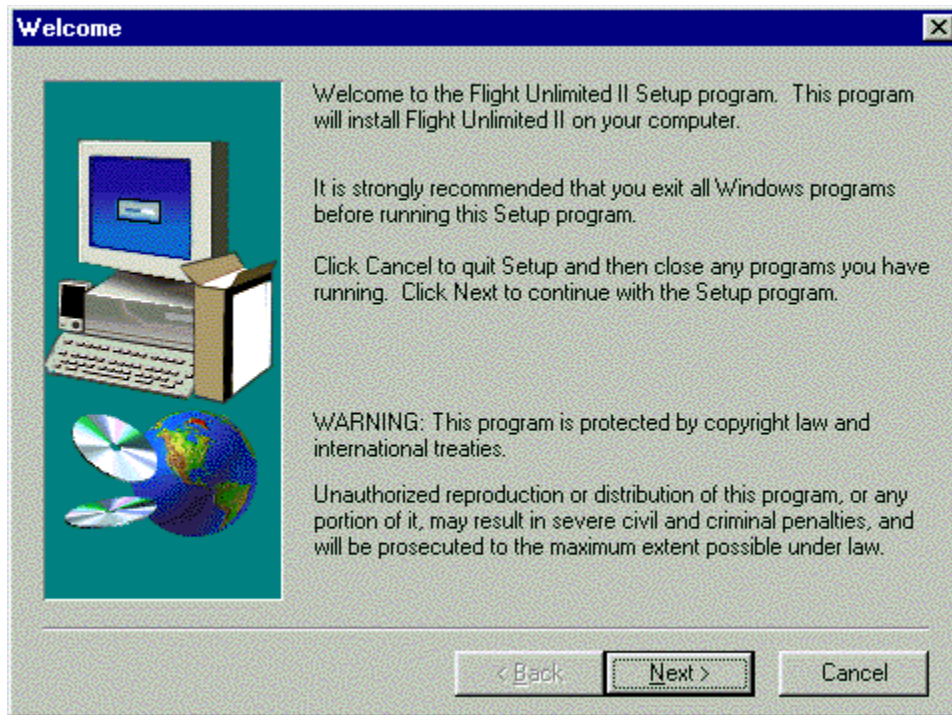 Welcome
Welcome to the Flight Unlimited II Setup program.  This program
will install Flight Unlimited II on your computer.
It is strongly recommended that you exit all Windows programs
before running this Setup program.
Click Cancel to quit Setup and then close any programs you have
running.  Click Next to continue with the Setup program.
WARNING: This program is protected by copyright law and
international treaties.
Unauthorized reproduction or distribution of this program, or any
portion of it, may result in severe civil and criminal penalties, and
will be prosecuted to the maximum extent possible under law.
< Back
Next >
Cancel